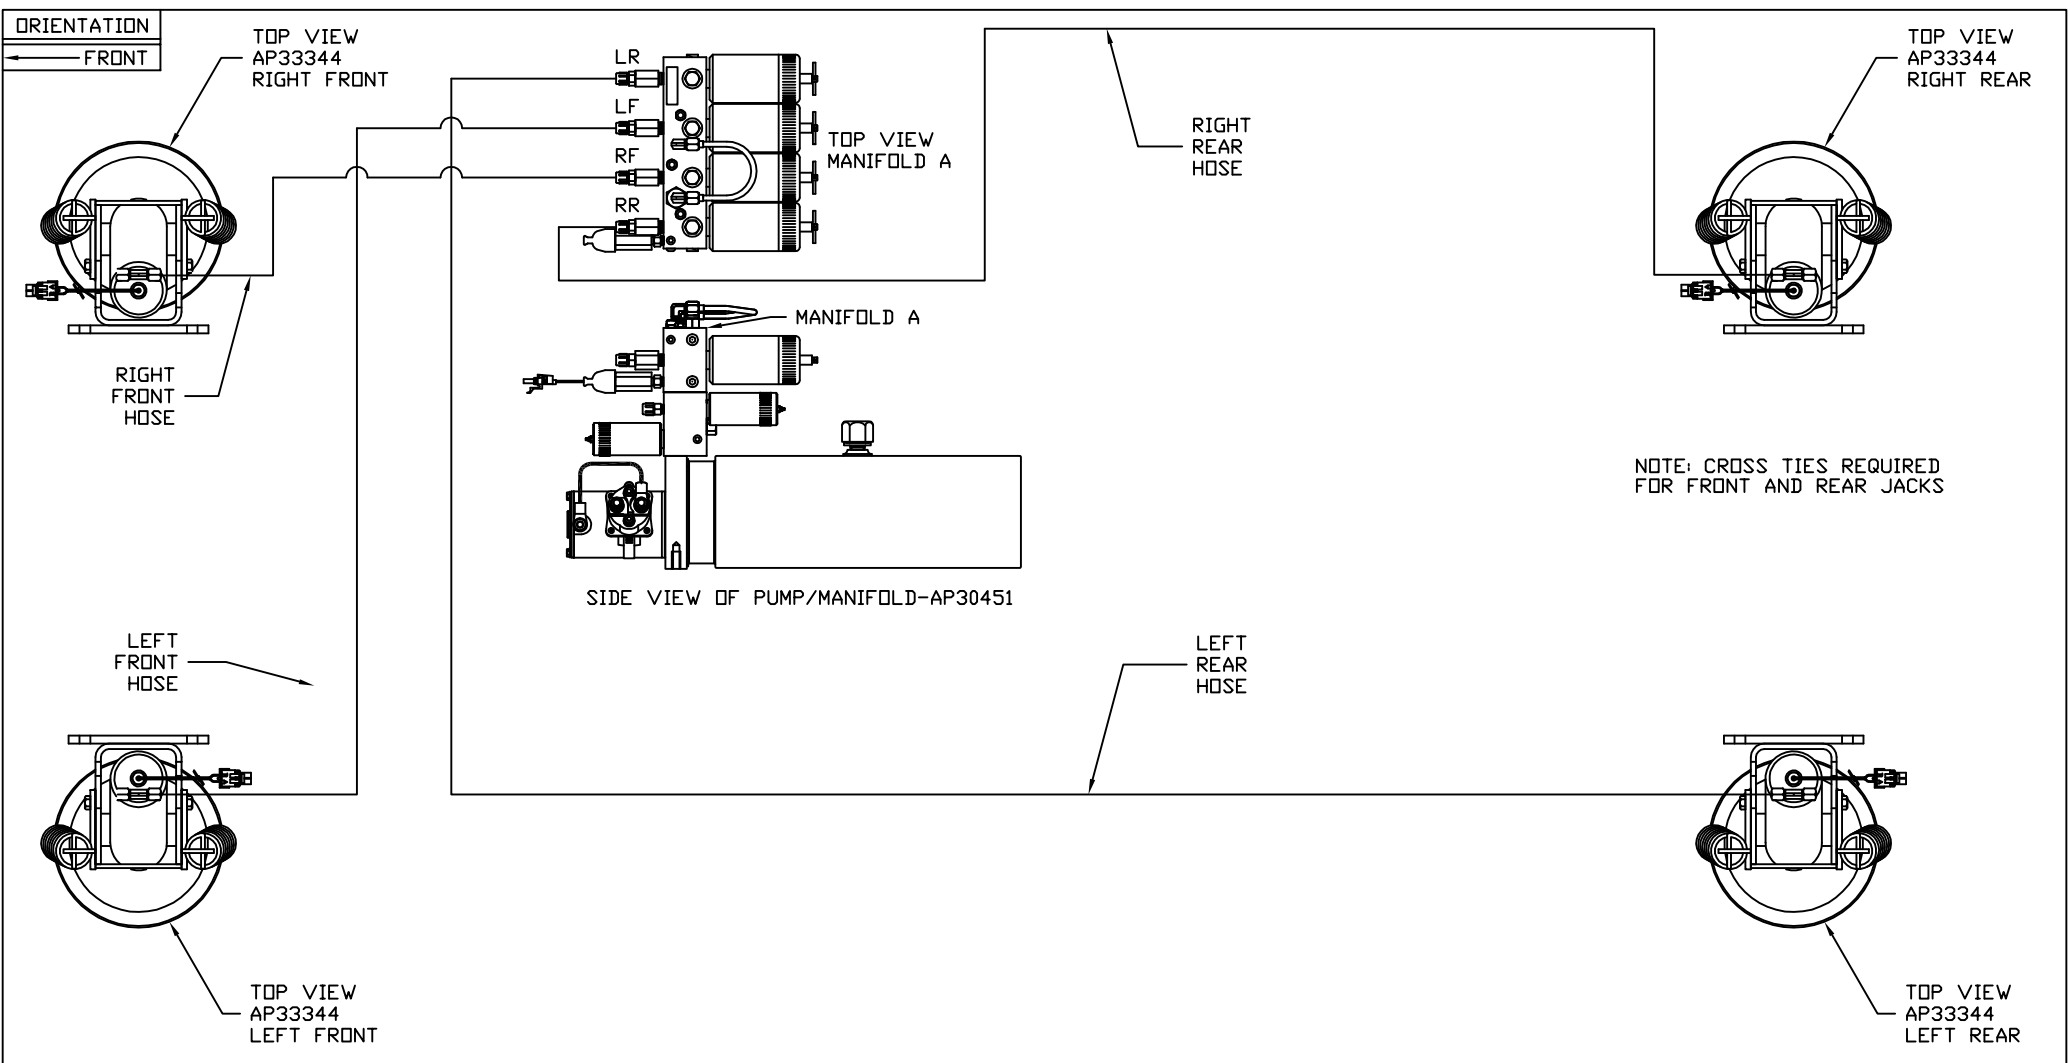 ORIENTATION
FRONT
TOP VIEW
AP33344
RIGHT FRONT
LR
LF
RF
RR
TOP VIEW
MANIFOLD A
RIGHT
REAR
HOSE
TOP VIEW
AP33344
RIGHT REAR
MANIFOLD A
RIGHT
FRONT
HOSE
NOTE: CROSS TIES REQUIRED
FOR FRONT AND REAR JACKS
SIDE VIEW OF PUMP/MANIFOLD-AP30451
LEFT
FRONT
HOSE
LEFT
REAR
HOSE
TOP VIEW
AP33344
LEFT FRONT
TOP VIEW
AP33344
LEFT REAR